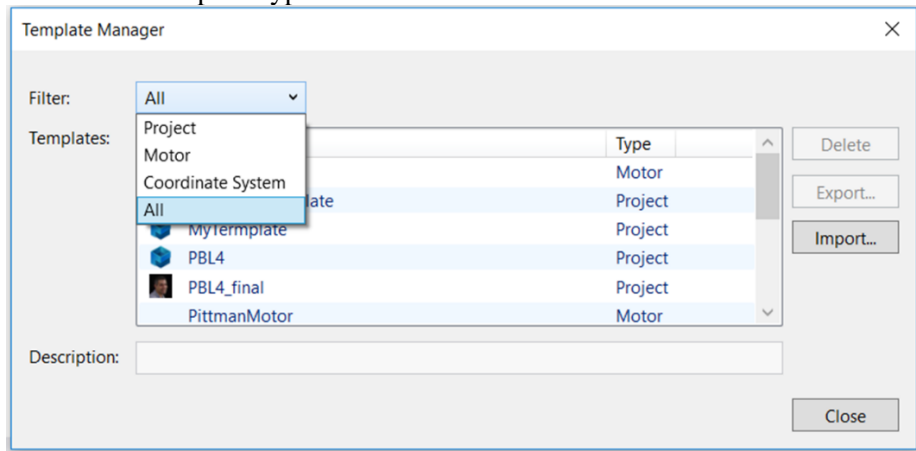 Template Manager
Filter: All
Templates: Project
Motor
Coordinate System
All
Type
Motor
late Project
MyTermplate Project
PBL4 Project
PBL4_final Project
PittmanMotor Motor
Delete
Export...
Import...
Description:
Close